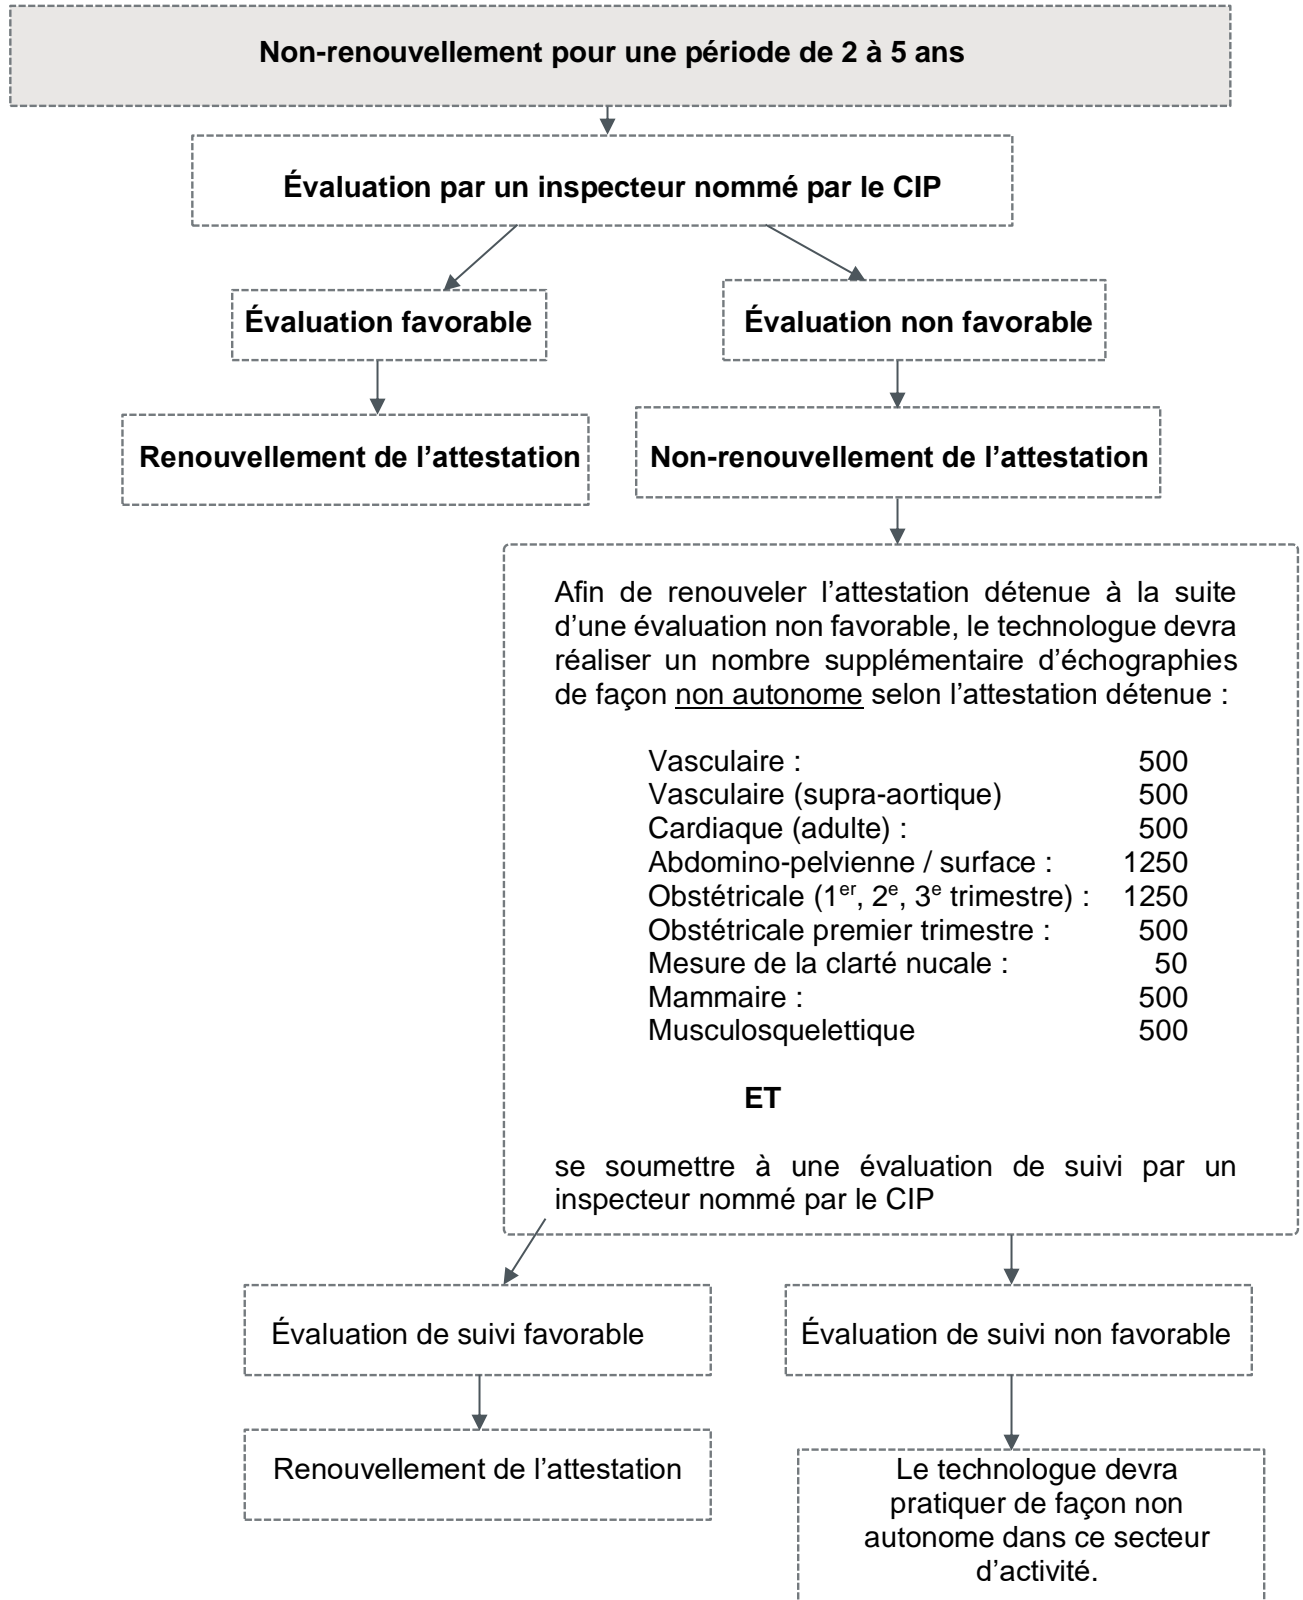 Non-renouvellement pour une période de 2 à 5 ans
Évaluation par un inspecteur nommé par le CIP
Évaluation favorable
Évaluation non favorable
Renouvellement de l’attestation
Non-renouvellement de l’attestation
Afin de renouveler l’attestation détenue à la suite
d’une évaluation non favorable, le technologue devra
réaliser un nombre supplémentaire d’échographies
de façon non autonome selon l’attestation détenue :
Vasculaire : 500
Vasculaire (supra-aortique) 500
Cardiaque (adulte) : 500
Abdomino-pelvienne / surface : 1250
Obstétricale (1er, 2e, 3e trimestre) : 1250
Obstétricale premier trimestre : 500
Mesure de la clarté nucale : 50
Mammaire : 500
Musculosquelettique 500
ET
se soumettre à une évaluation de suivi par un
inspecteur nommé par le CIP
Évaluation de suivi favorable
Évaluation de suivi non favorable
Renouvellement de l’attestation
Le technologue devra
pratiquer de façon non
autonome dans ce secteur
d’activité.